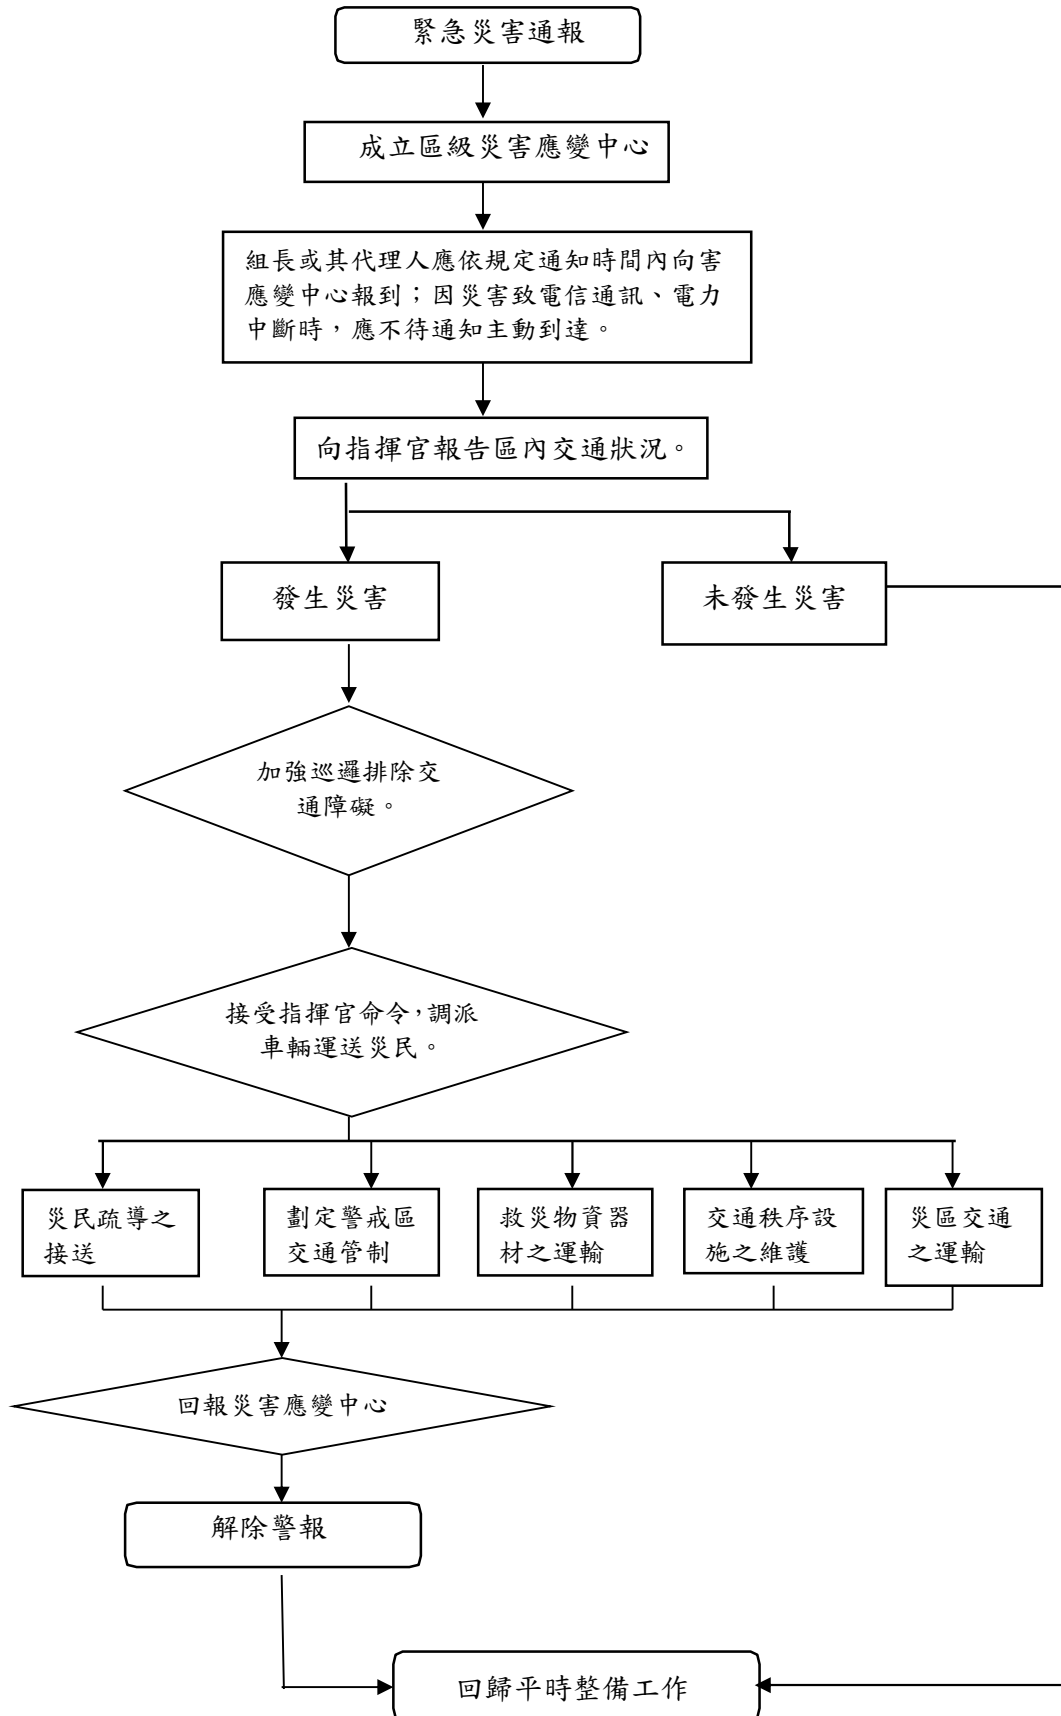 緊急災害通報
成立區級災害應變中心
組長或其代理人應依規定通知時間內向害
應變中心報到；因災害致電信通訊、電力
中斷時，應不待通知主動到達。
向指揮官報告區內交通狀況。
發生災害
未發生災害
加強巡邏排除交
通障礙。
接受指揮官命令，調派
車輛運送災民。
災民疏導之
接送
劃定警戒區
交通管制
救災物資器
材之運輸
交通秩序設
施之維護
災區交通
之運輸
回報災害應變中心
解除警報
回歸平時整備工作